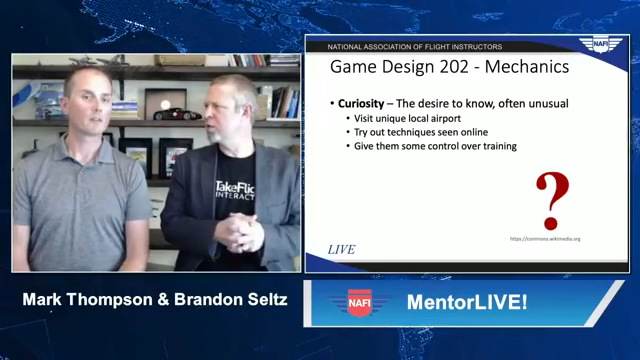 NATIONAL ASSOCIATION OF FLIGHT INSTRUCTORS
NAFI
Game Design 202 - Mechanics
• Curiosity – The desire to know, often unusual
• Visit unique local airport
• Try out techniques seen online
• Give them some control over training
?
https://commons.wikimedia.org
LIVE
TakeFlig
INTERACT
Mark Thompson & Brandon Seltz
NAFI
MentorLIVE!